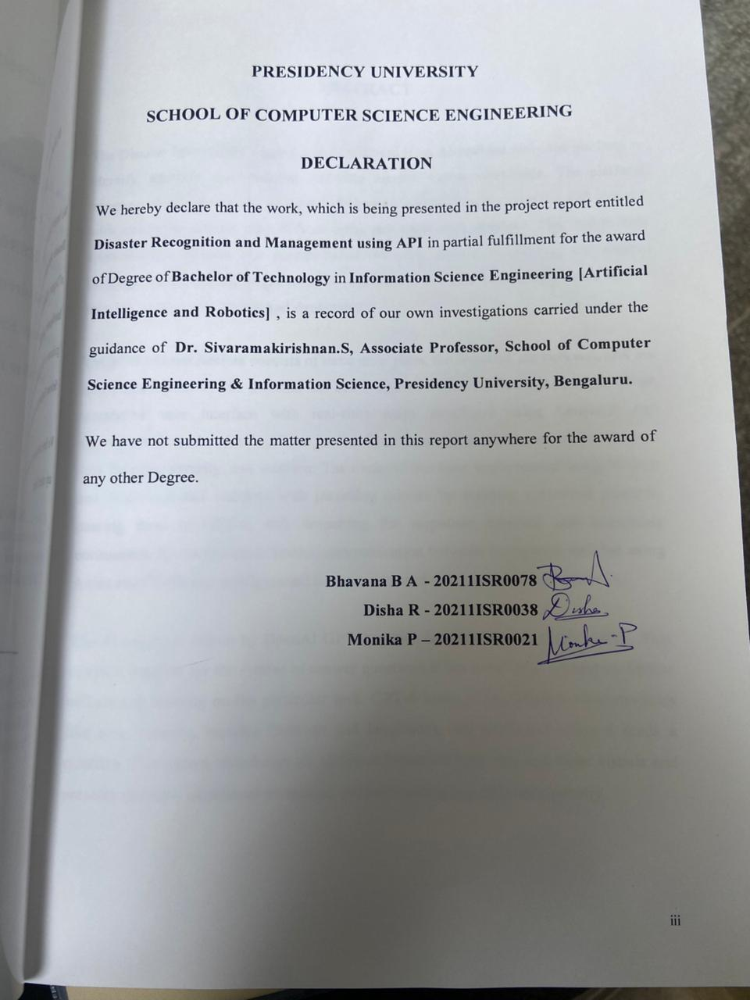 PRESIDENCY UNIVERSITY
SCHOOL OF COMPUTER SCIENCE ENGINEERING
DECLARATION
We hereby declare that the work, which is being presented in the project report entitled
Disaster Recognition and Management using API in partial fulfillment for the award
of Degree of Bachelor of Technology in Information Science Engineering [Artificial
Intelligence and Robotics] , is a record of our own investigations carried under the
guidance of Dr. Sivaramakirishnan.S, Associate Professor, School of Computer
Science Engineering & Information Science, Presidency University, Bengaluru.
We have not submitted the matter presented in this report anywhere for the award of
any other Degree.
Bhavana B A - 20211ISR0078
Disha R - 20211ISR0038 Disha
Monika P – 20211ISR0021 Monika-P
iii